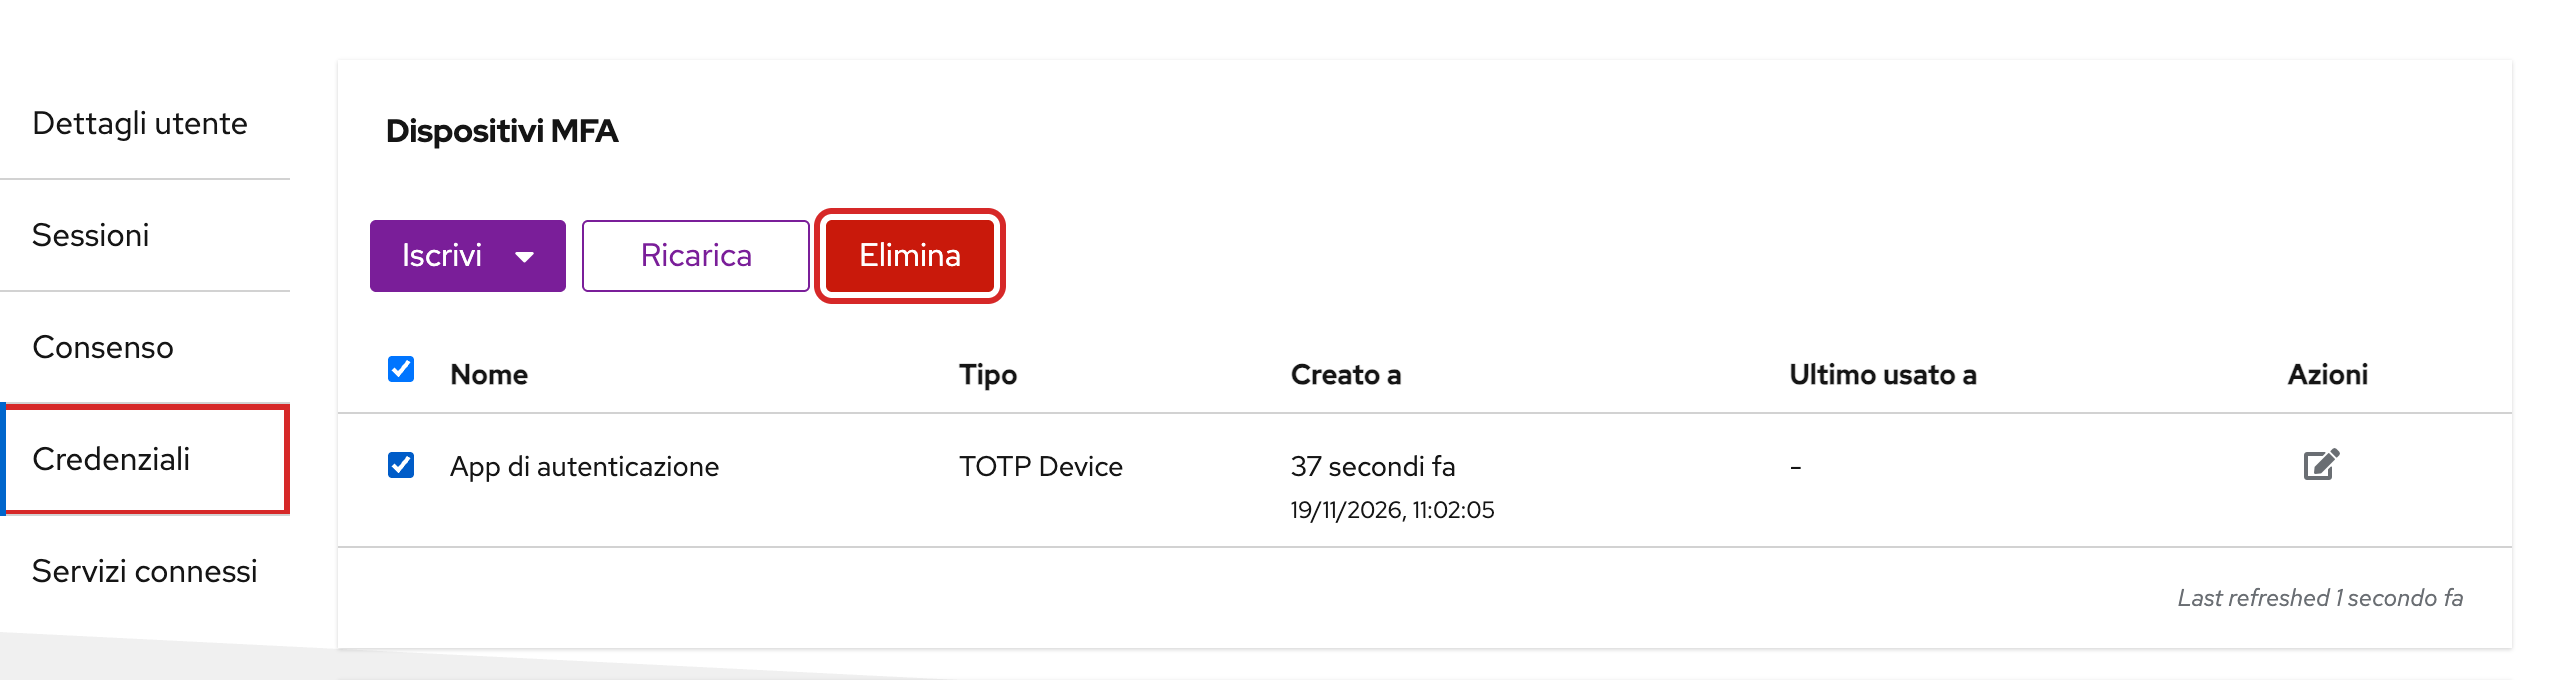 Dettagli utente
Sessioni
Consenso
Credenziali
Servizi connessi
Dispositivi MFA
Iscrivi Ricarica Elimina
Nome Tipo Creato a Ultimo usato a Azioni
App di autenticazione TOTP Device 37 secondi fa -
19/11/2026, 11:02:05
Last refreshed 1 secondo fa